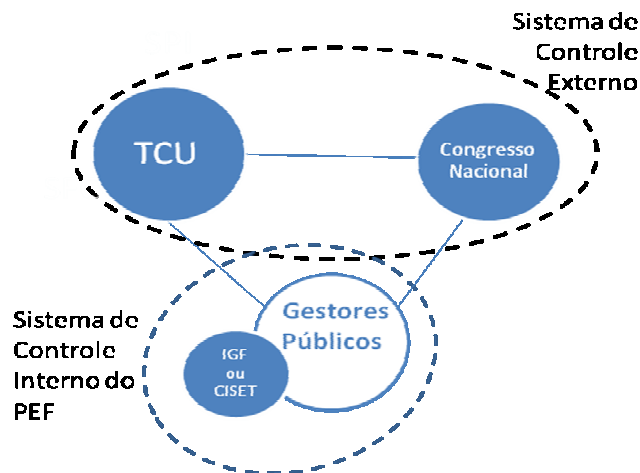 Sistema de
Controle
Externo
TCU
Congresso
Nacional
Gestores
Públicos
IGF
ou
CISET
Sistema de
Controle
Interno do
PEF